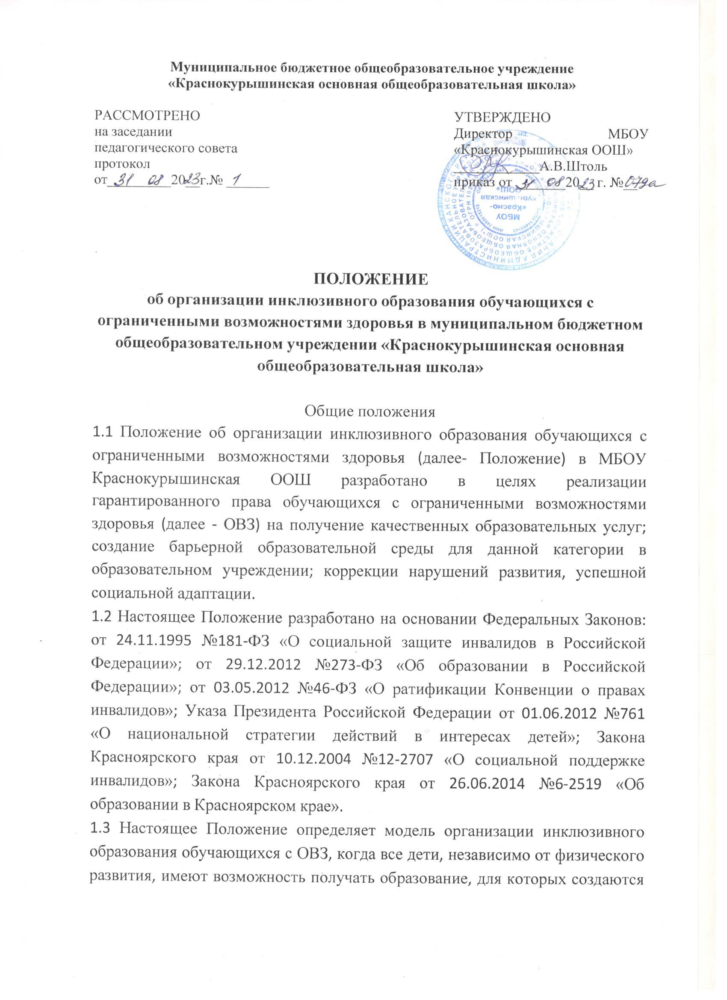 Муниципальное бюджетное общеобразовательное учреждение
«Краснокурышинская основная общеобразовательная школа»
РАССМОТРЕНО
на заседании
педагогического совета
протокол
от 31 08 2023г.№ 1
УТВЕРЖДЕНО
Директор МБОУ
«Краснокурышинская ООШ»
А.В.Штоль
приказ от 31 08 2023 г. №
МБОУ
«Красно-
курышинская
ООШ»
ПОЛОЖЕНИЕ
об организации инклюзивного образования обучающихся с
ограниченными возможностями здоровья в муниципальном бюджетном
общеобразовательном учреждении «Краснокурышинская основная
общеобразовательная школа»
Общие положения
1.1 Положение об организации инклюзивного образования обучающихся с
ограниченными возможностями здоровья (далее- Положение) в МБОУ
Краснокурышинская ООШ разработано в целях реализации
гарантированного права обучающихся с ограниченными возможностями
здоровья (далее - ОВЗ) на получение качественных образовательных услуг;
создание барьерной образовательной среды для данной категории в
образовательном учреждении; коррекции нарушений развития, успешной
социальной адаптации.
1.2 Настоящее Положение разработано на основании Федеральных Законов:
от 24.11.1995 №181-ФЗ «О социальной защите инвалидов в Российской
Федерации»; от 29.12.2012 №273-ФЗ «Об образовании в Российской
Федерации»; от 03.05.2012 №46-ФЗ «О ратификации Конвенции о правах
инвалидов»; Указа Президента Российской Федерации от 01.06.2012 №761
«О национальной стратегии действий в интересах детей»; Закона
Красноярского края от 10.12.2004 №12-2707 «О социальной поддержке
инвалидов»; Закона Красноярского края от 26.06.2014 №6-2519 «Об
образовании в Красноярском крае».
1.3 Настоящее Положение определяет модель организации инклюзивного
образования обучающихся с ОВЗ, когда все дети, независимо от физического
развития, имеют возможность получать образование, для которых создаются